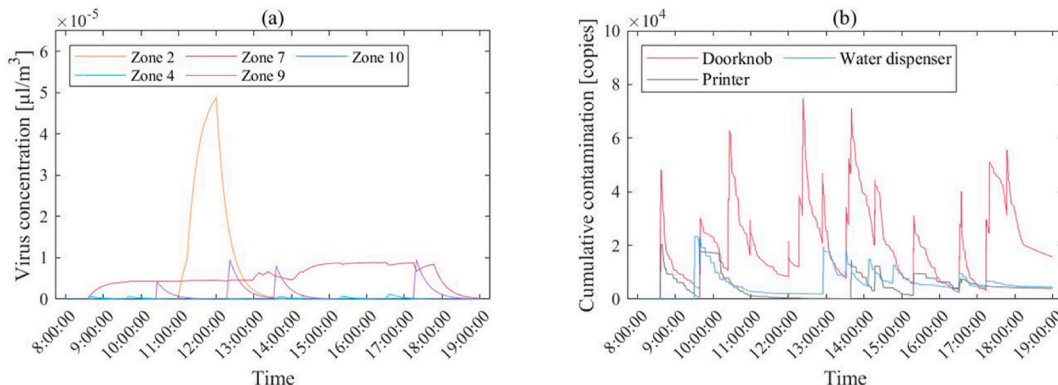 (a)
×10⁻⁵
Virus concentration [µl/m³]
6
5
4
3
2
1
0
Zone 2 Zone 7 Zone 10
Zone 4 Zone 9
8:00:00 9:00:00 10:00:00 11:00:00 12:00:00 13:00:00 14:00:00 15:00:00 16:00:00 17:00:00 18:00:00 19:00:00
Time
(b)
×10⁴
Cumulative contamination [copies]
10
8
6
4
2
0
Doorknob Water dispenser
Printer
8:00:00 9:00:00 10:00:00 11:00:00 12:00:00 13:00:00 14:00:00 15:00:00 16:00:00 17:00:00 18:00:00 19:00:00
Time